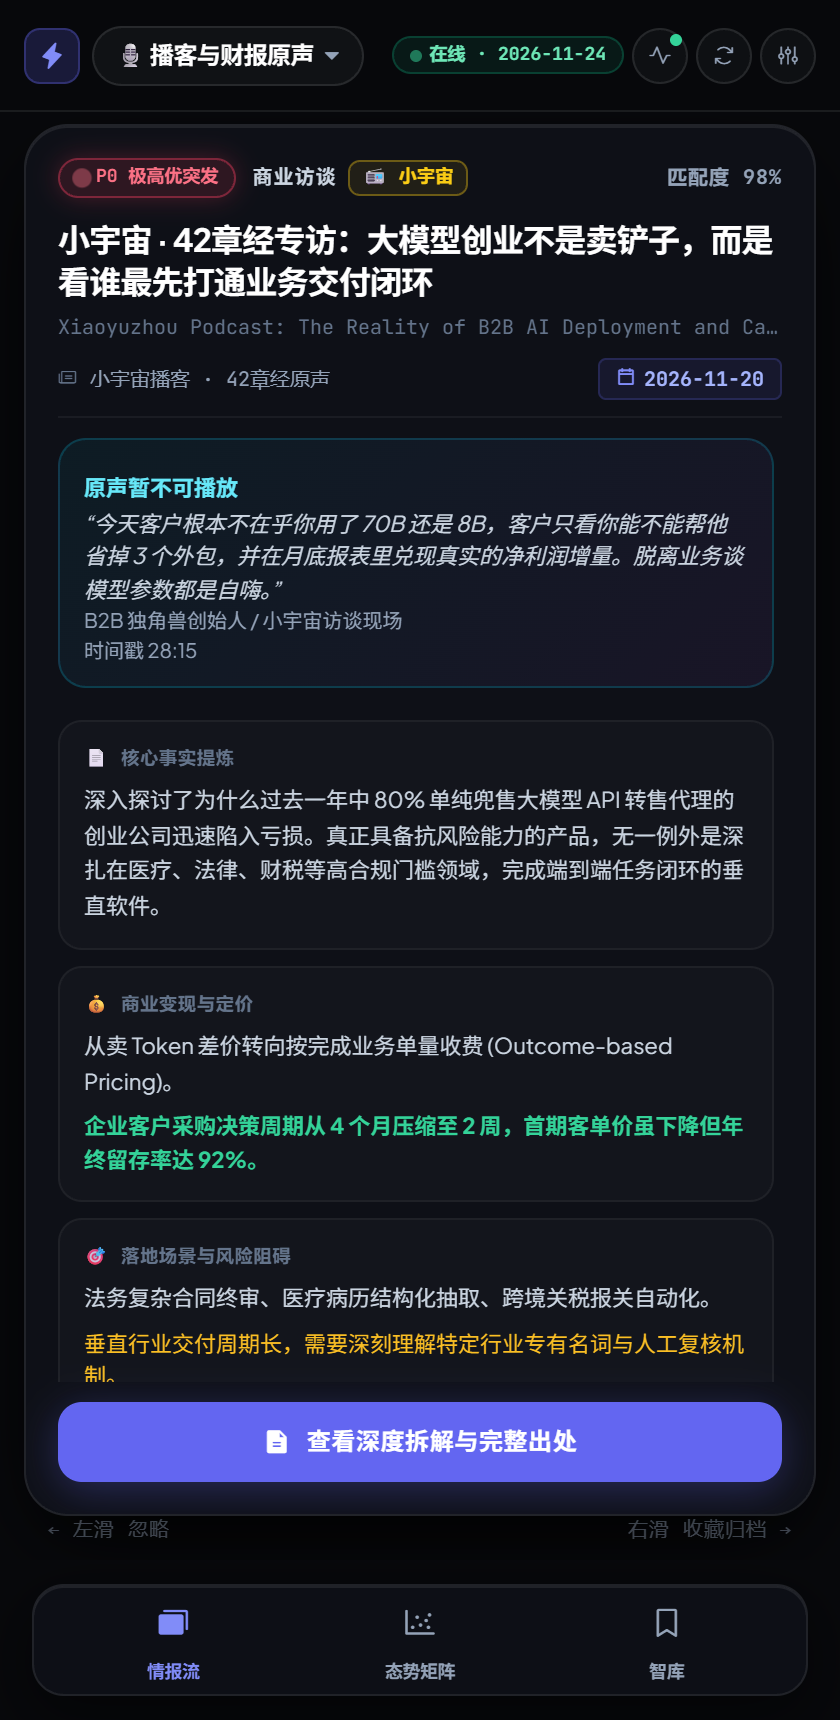 播客与财报原声
在线 · 2026-11-24
P0 极高优突发
商业访谈
小宇宙
匹配度 98%
小宇宙 · 42章经专访：大模型创业不是卖铲子，而是
看谁最先打通业务交付闭环
Xiaoyuzhou Podcast: The Reality of B2B AI Deployment and Ca…
小宇宙播客 · 42章经原声
2026-11-20
原声暂不可播放
“今天客户根本不在乎你用了 70B 还是 8B，客户只看你能不能帮他
省掉 3 个外包，并在月底报表里兑现真实的净利润增量。脱离业务谈
模型参数都是自嗨。”
B2B 独角兽创始人 / 小宇宙访谈现场
时间戳 28:15
核心事实提炼
深入探讨了为什么过去一年中 80% 单纯兜售大模型 API 转售代理的
创业公司迅速陷入亏损。真正具备抗风险能力的产品，无一例外是深
扎在医疗、法律、财税等高合规门槛领域，完成端到端任务闭环的垂
直软件。
商业变现与定价
从卖 Token 差价转向按完成业务单量收费 (Outcome-based
Pricing)。
企业客户采购决策周期从 4 个月压缩至 2 周，首期客单价虽下降但年
终留存率达 92%。
落地场景与风险阻碍
法务复杂合同终审、医疗病历结构化抽取、跨境关税报关自动化。
垂直行业交付周期长，需要深刻理解特定行业专有名词与人工复核机
制。
查看深度拆解与完整出处
← 左滑 忽略
右滑 收藏归档 →
情报流
态势矩阵
智库